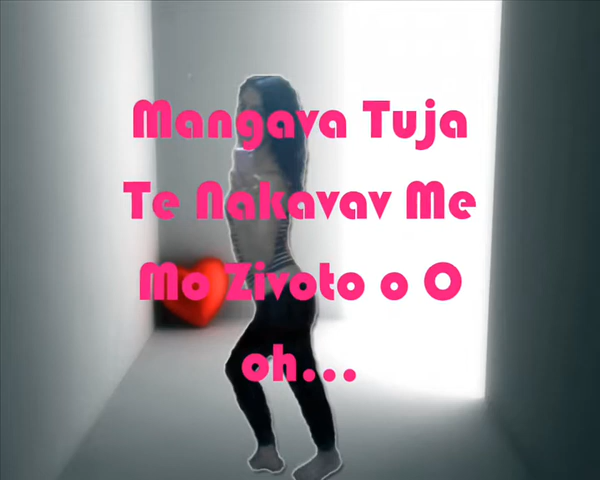 Mangava Tuja
Te Nakavav Me
Mo Zivoto o O
oh...